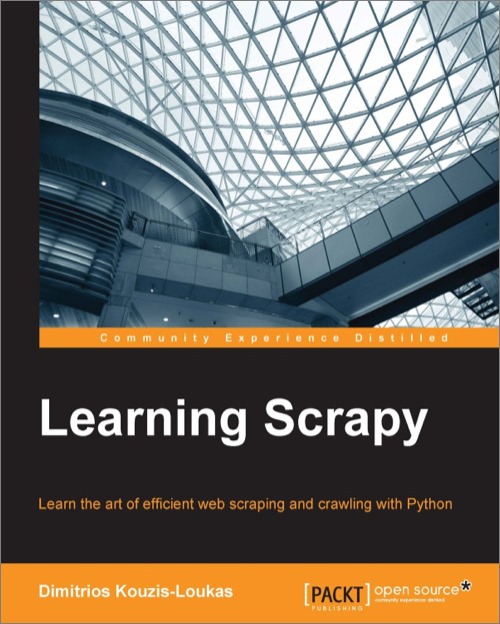 Community Experience Distilled
Learning Scrapy
Learn the art of efficient web scraping and crawling with Python
Dimitrios Kouzis-Loukas
[PACKT] open source*
PUBLISHING community experience distilled